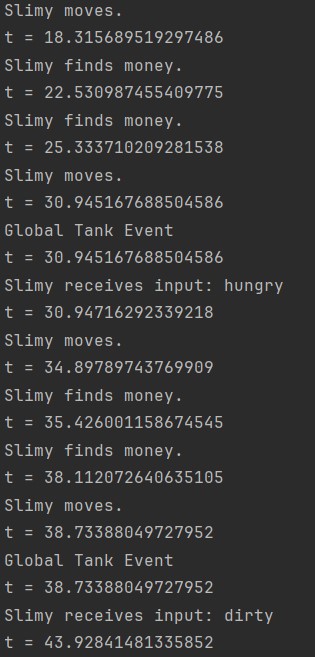 Slimy moves.
t = 18.315689519297486
Slimy finds money.
t = 22.530987455409775
Slimy finds money.
t = 25.333710209281538
Slimy moves.
t = 30.945167688504586
Global Tank Event
t = 30.945167688504586
Slimy receives input: hungry
t = 30.94716292339218
Slimy moves.
t = 34.89789743769909
Slimy finds money.
t = 35.426001158674545
Slimy finds money.
t = 38.112072640635105
Slimy moves.
t = 38.73388049727952
Global Tank Event
t = 38.73388049727952
Slimy receives input: dirty
t = 43.92841481335852